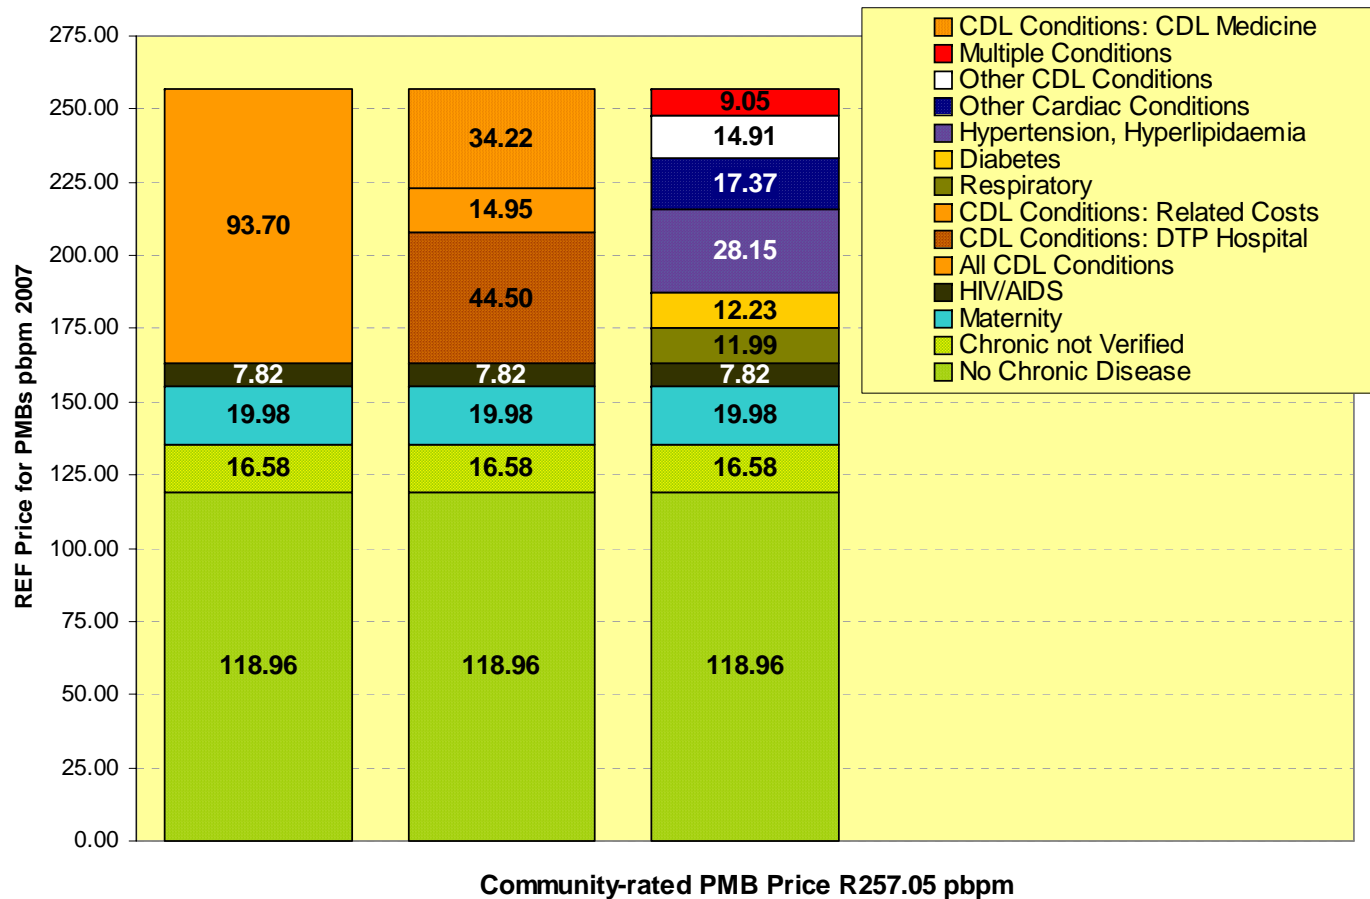 REF Price for PMBs pbpm 2007
275.00
250.00
225.00
200.00
175.00
150.00
125.00
100.00
75.00
50.00
25.00
0.00
93.70
7.82
19.98
16.58
118.96
34.22
14.95
44.50
7.82
19.98
16.58
118.96
9.05
14.91
17.37
28.15
12.23
11.99
7.82
19.98
16.58
118.96
CDL Conditions: CDL Medicine
Multiple Conditions
Other CDL Conditions
Other Cardiac Conditions
Hypertension, Hyperlipidaemia
Diabetes
Respiratory
CDL Conditions: Related Costs
CDL Conditions: DTP Hospital
All CDL Conditions
HIV/AIDS
Maternity
Chronic not Verified
No Chronic Disease
Community-rated PMB Price R257.05 pbpm